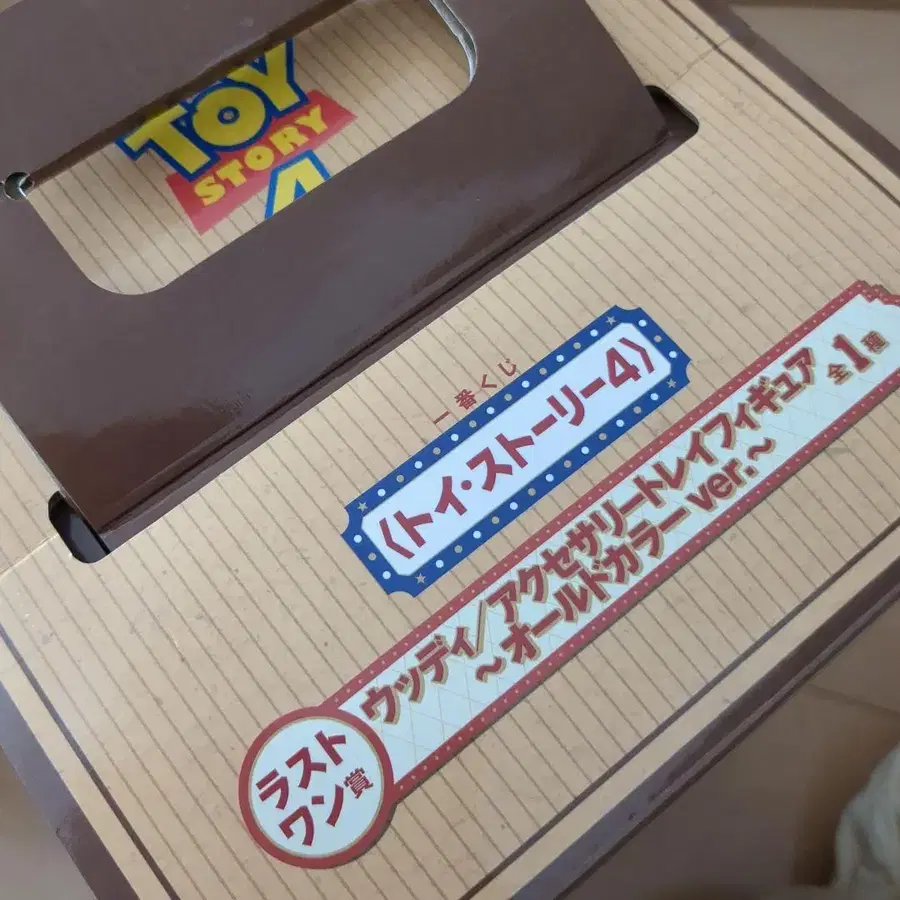 TOY
STORY
4
一番くじ
〈トイ・ストーリー4〉
ウッディ/アクセサリートレイフィギュア 全1種
~オールドカラーver.~
ラスト
ワン賞